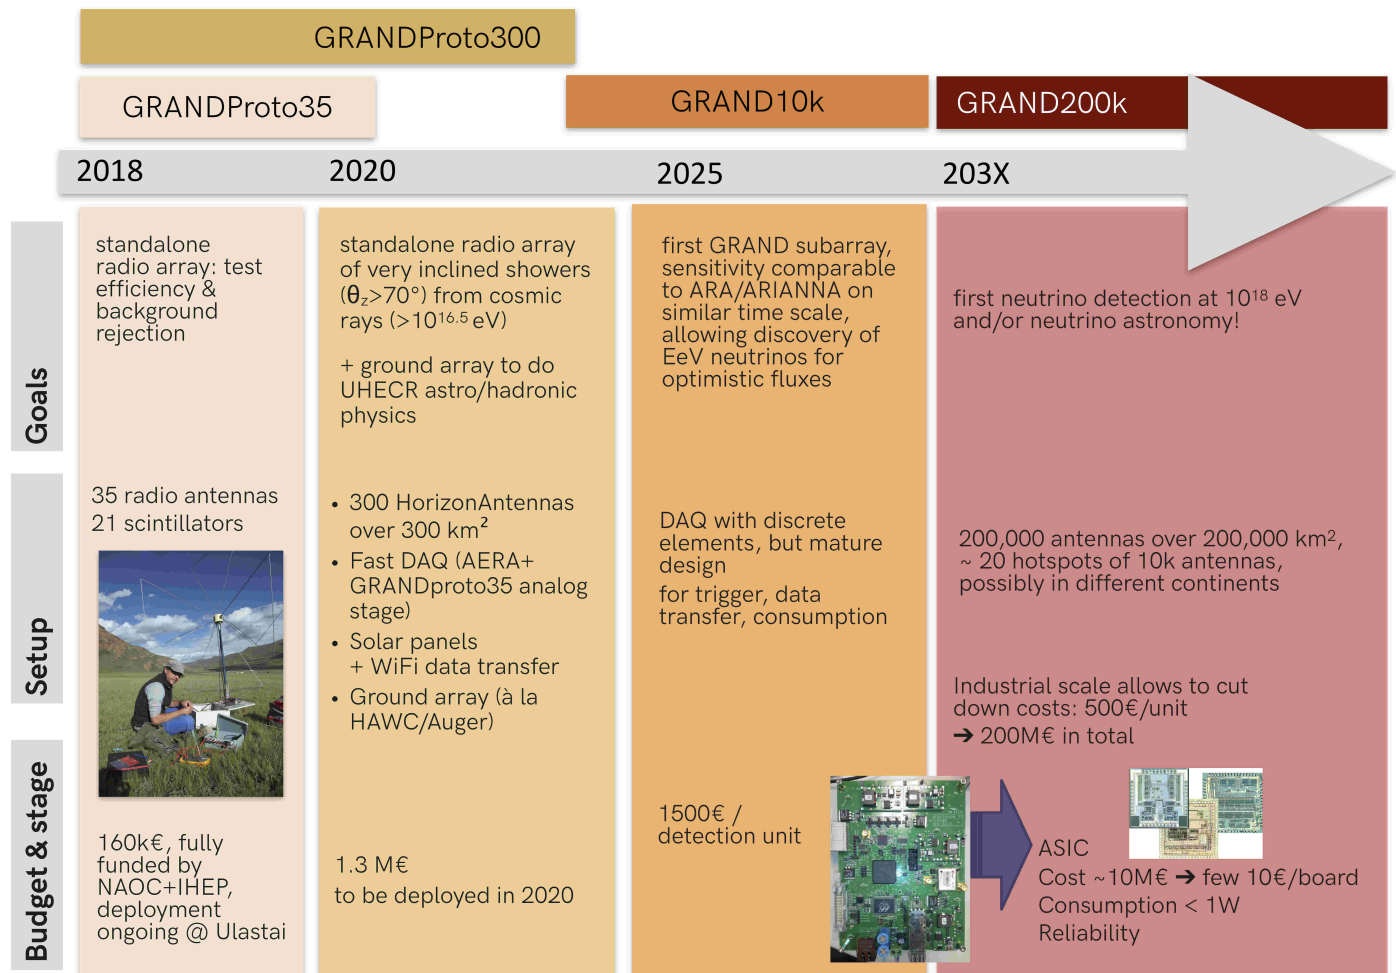 GRANDProto300
GRANDProto35
GRAND10k
GRAND200k
2018
2020
2025
203X
Goals
standalone
radio array: test
efficiency &
background
rejection
standalone radio array
of very inclined showers
(θz>70°) from cosmic
rays (>10^16.5 eV)
+ ground array to do
UHECR astro/hadronic
physics
first GRAND subarray,
sensitivity comparable
to ARA/ARIANNA on
similar time scale,
allowing discovery of
EeV neutrinos for
optimistic fluxes
first neutrino detection at 10^18 eV
and/or neutrino astronomy!
Setup
35 radio antennas
21 scintillators
• 300 HorizonAntennas
over 300 km²
• Fast DAQ (AERA+
GRANDproto35 analog
stage)
• Solar panels
+ WiFi data transfer
• Ground array (à la
HAWC/Auger)
DAQ with discrete
elements, but mature
design
for trigger, data
transfer, consumption
200,000 antennas over 200,000 km²,
~ 20 hotspots of 10k antennas,
possibly in different continents
Industrial scale allows to cut
down costs: 500€/unit
➔ 200M€ in total
Budget & stage
160k€, fully
funded by
NAOC+IHEP,
deployment
ongoing @ Ulastai
1.3 M€
to be deployed in 2020
1500€ /
detection unit
ASIC
Cost ~10M€ ➔ few 10€/board
Consumption < 1W
Reliability